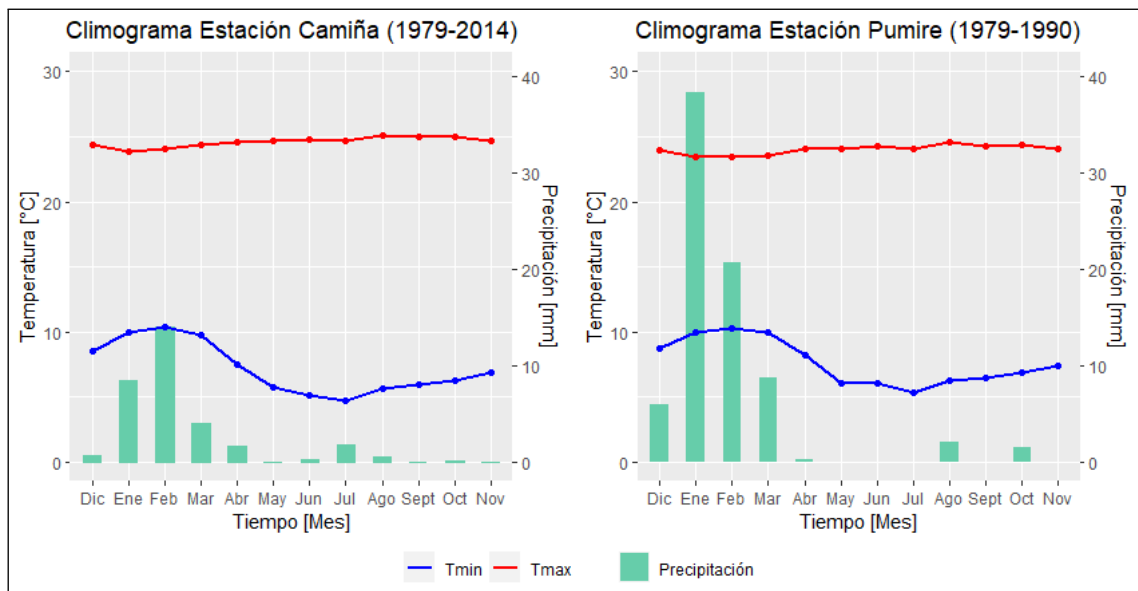 Climograma Estación Camiña (1979-2014)
30
20
10
0
Temperatura [°C]
40
30
20
10
0
Precipitación [mm]
Dic Ene Feb Mar Abr May Jun Jul Ago Sept Oct Nov
Tiempo [Mes]
Climograma Estación Pumire (1979-1990)
30
20
10
0
Temperatura [°C]
40
30
20
10
0
Precipitación [mm]
Dic Ene Feb Mar Abr May Jun Jul Ago Sept Oct Nov
Tiempo [Mes]
Tmin Tmax Precipitación